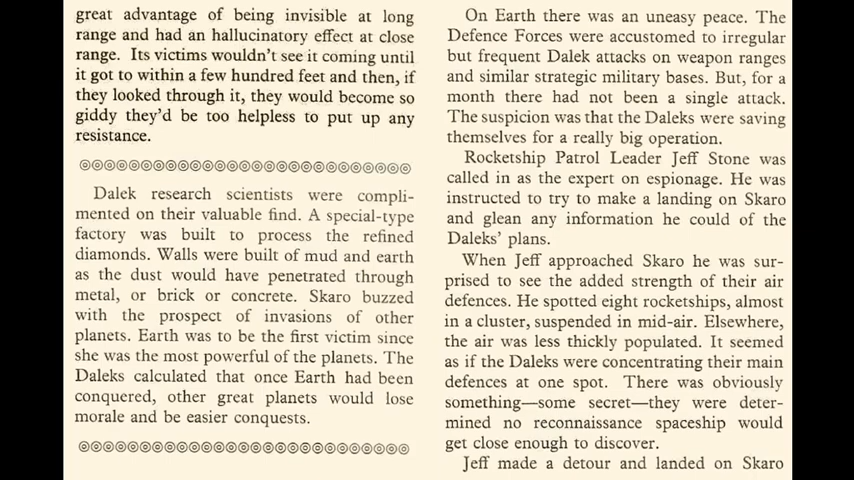 great advantage of being invisible at long
range and had an hallucinatory effect at close
range. Its victims wouldn't see it coming until
it got to within a few hundred feet and then, if
they looked through it, they would become so
giddy they'd be too helpless to put up any
resistance.
Dalek research scientists were compli-
mented on their valuable find. A special-type
factory was built to process the refined
diamonds. Walls were built of mud and earth
as the dust would have penetrated through
metal, or brick or concrete. Skaro buzzed
with the prospect of invasions of other
planets. Earth was to be the first victim since
she was the most powerful of the planets. The
Daleks calculated that once Earth had been
conquered, other great planets would lose
morale and be easier conquests.
On Earth there was an uneasy peace. The
Defence Forces were accustomed to irregular
but frequent Dalek attacks on weapon ranges
and similar strategic military bases. But, for a
month there had not been a single attack.
The suspicion was that the Daleks were saving
themselves for a really big operation.
Rocketship Patrol Leader Jeff Stone was
called in as the expert on espionage. He was
instructed to try to make a landing on Skaro
and glean any information he could of the
Daleks' plans.
When Jeff approached Skaro he was sur-
prised to see the added strength of their air
defences. He spotted eight rocketships, almost
in a cluster, suspended in mid-air. Elsewhere,
the air was less thickly populated. It seemed
as if the Daleks were concentrating their main
defences at one spot. There was obviously
something—some secret—they were deter-
mined no reconnaissance spaceship would
get close enough to discover.
Jeff made a detour and landed on Skaro